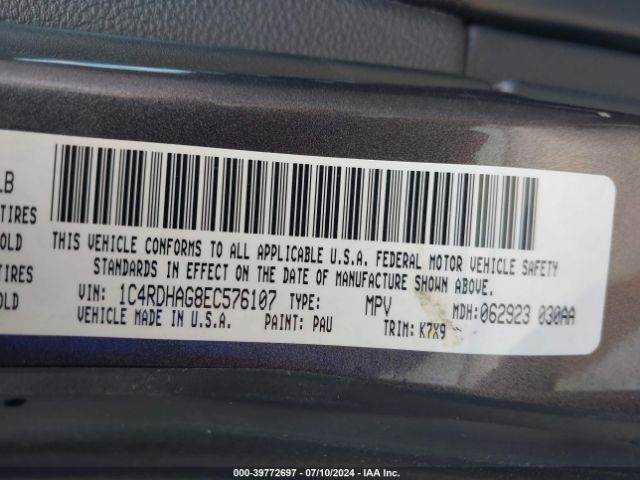 LB
TIRES
OLD
TIRES
OLD
THIS VEHICLE CONFORMS TO ALL APPLICABLE U.S.A. FEDERAL MOTOR VEHICLE SAFETY
STANDARDS IN EFFECT ON THE DATE OF MANUFACTURE SHOWN ABOVE.
VIN: 1C4RDHAG8EC576107 TYPE: MPV MDH:062923 030AA
VEHICLE MADE IN U.S.A. PAINT: PAU TRIM: K7X9
000-39772697 - 07/10/2024 - IAA Inc.